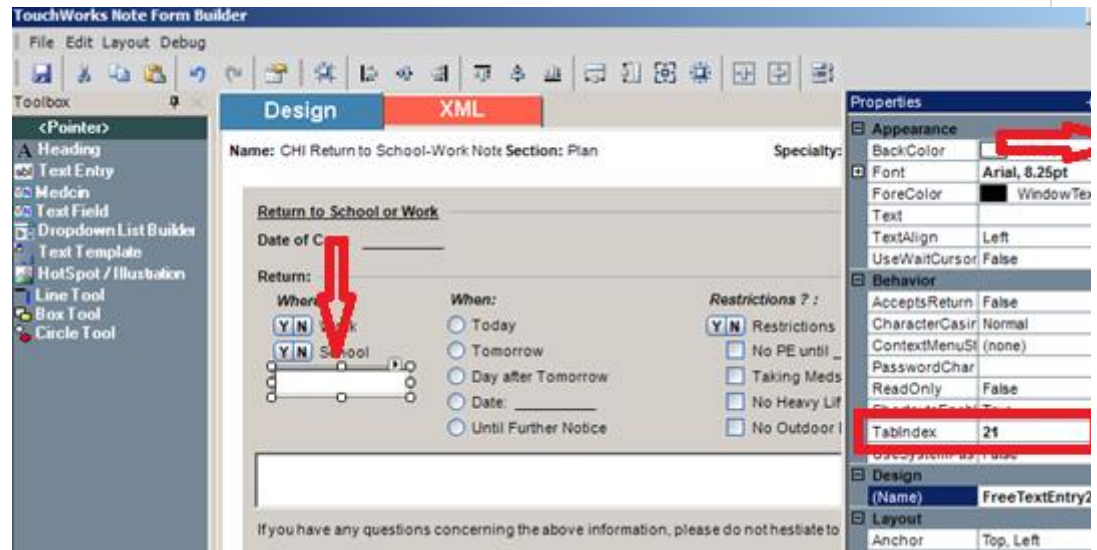 TouchWorks Note Form Builder
File Edit Layout Debug
Toolbox
<Pointer>
Heading
Text Entry
Medcin
Text Field
Dropdown List Builder
Text Template
HotSpot / Illustration
Line Tool
Box Tool
Circle Tool
Design XML
Name: CHI Return to School-Work Note Section: Plan Specialty:
Return to School or Work
Date of C
Return:
When: Restrictions ? :
Y N
Y N School
Today
Tomorrow
Day after Tomorrow
Date:
Until Further Notice
Y N Restrictions
No PE until _
Taking Meds
No Heavy Lif
No Outdoor
If you have any questions concerning the above information, please do not hestiate to
Properties
Appearance
BackColor
Font Arial, 8.25pt
ForeColor WindowTex
Text
TextAlign Left
UseWaitCursor False
Behavior
AcceptsReturn False
CharacterCasir Normal
ContextMenuSt (none)
PasswordChar
ReadOnly False
TabIndex 21
Design
(Name) FreeTextEntry2
Layout
Anchor Top, Left